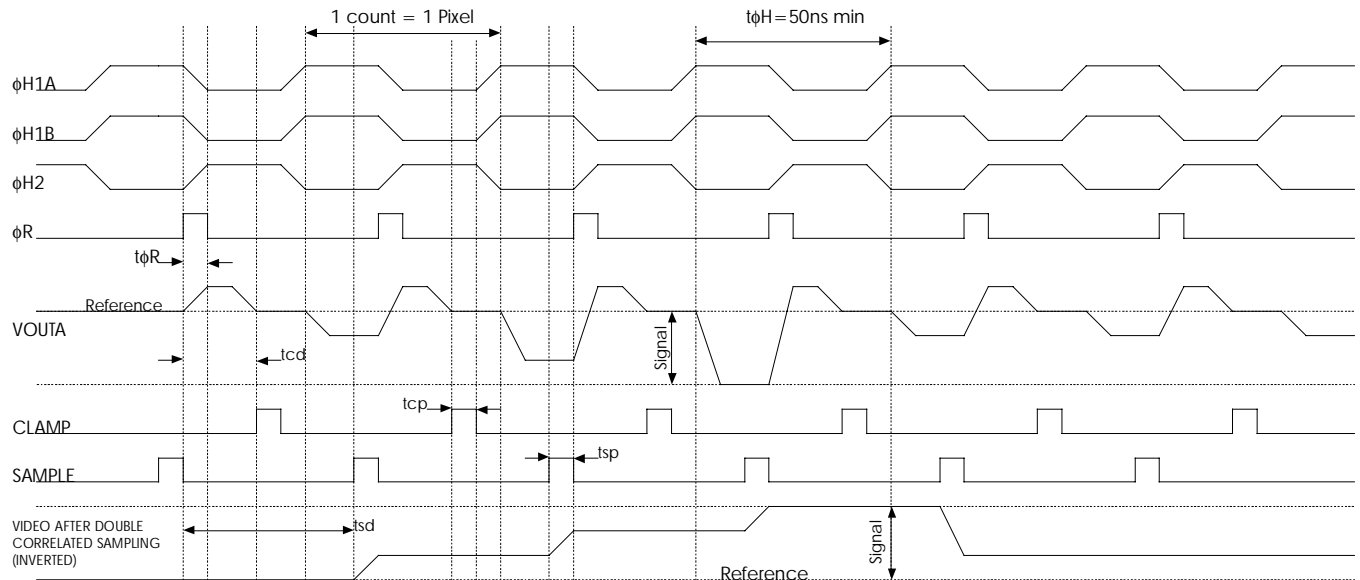 1 count = 1 Pixel
tϕH=50ns min
ϕH1A
ϕH1B
ϕH2
ϕR
tϕR
Reference
VOUTA
Signal
tcd
tcp
CLAMP
tsp
SAMPLE
tsd
VIDEO AFTER DOUBLE
CORRELATED SAMPLING
(INVERTED)
Signal
Reference